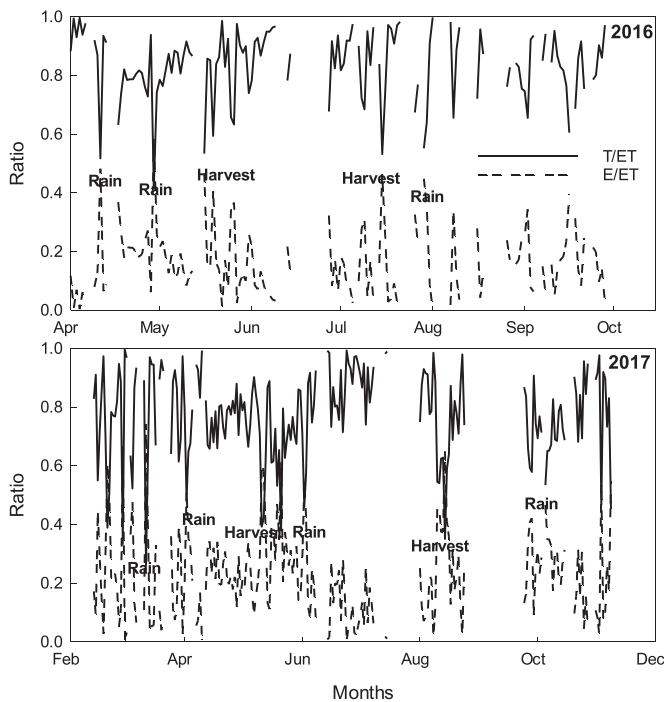 1.0
2016
0.8
0.6
T/ET
E/ET
Ratio
Rain
Rain
Harvest
Harvest
Rain
0.4
0.2
0.0
Apr May Jun Jul Aug Sep Oct
1.0
2017
0.8
0.6
Ratio
0.4
Rain
Rain
Harvest
Rain
Harvest
Rain
0.2
0.0
Feb Apr Jun Aug Oct Dec
Months